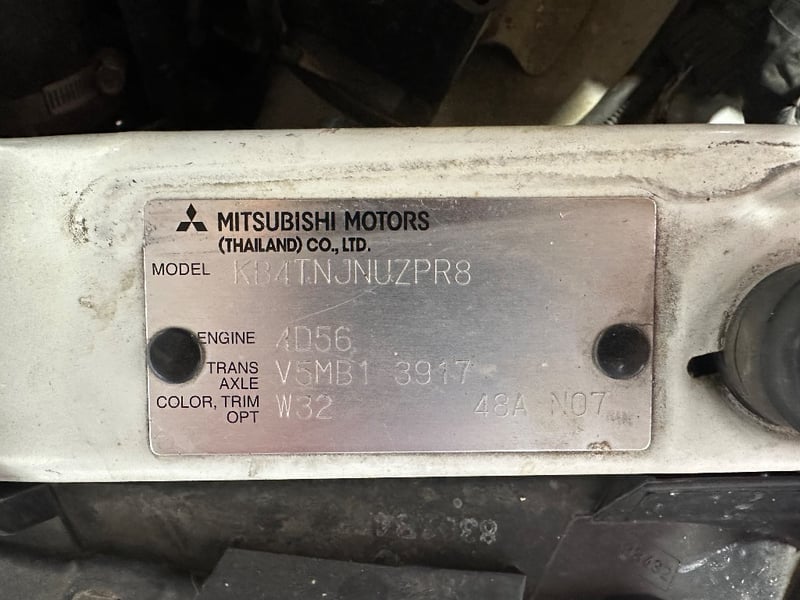 MITSUBISHI MOTORS
(THAILAND) CO., LTD.
MODEL KB4TNJNUZPR8
ENGINE 4D56
TRANS AXLE V5MB1 3917
COLOR, TRIM OPT W32 48A N07